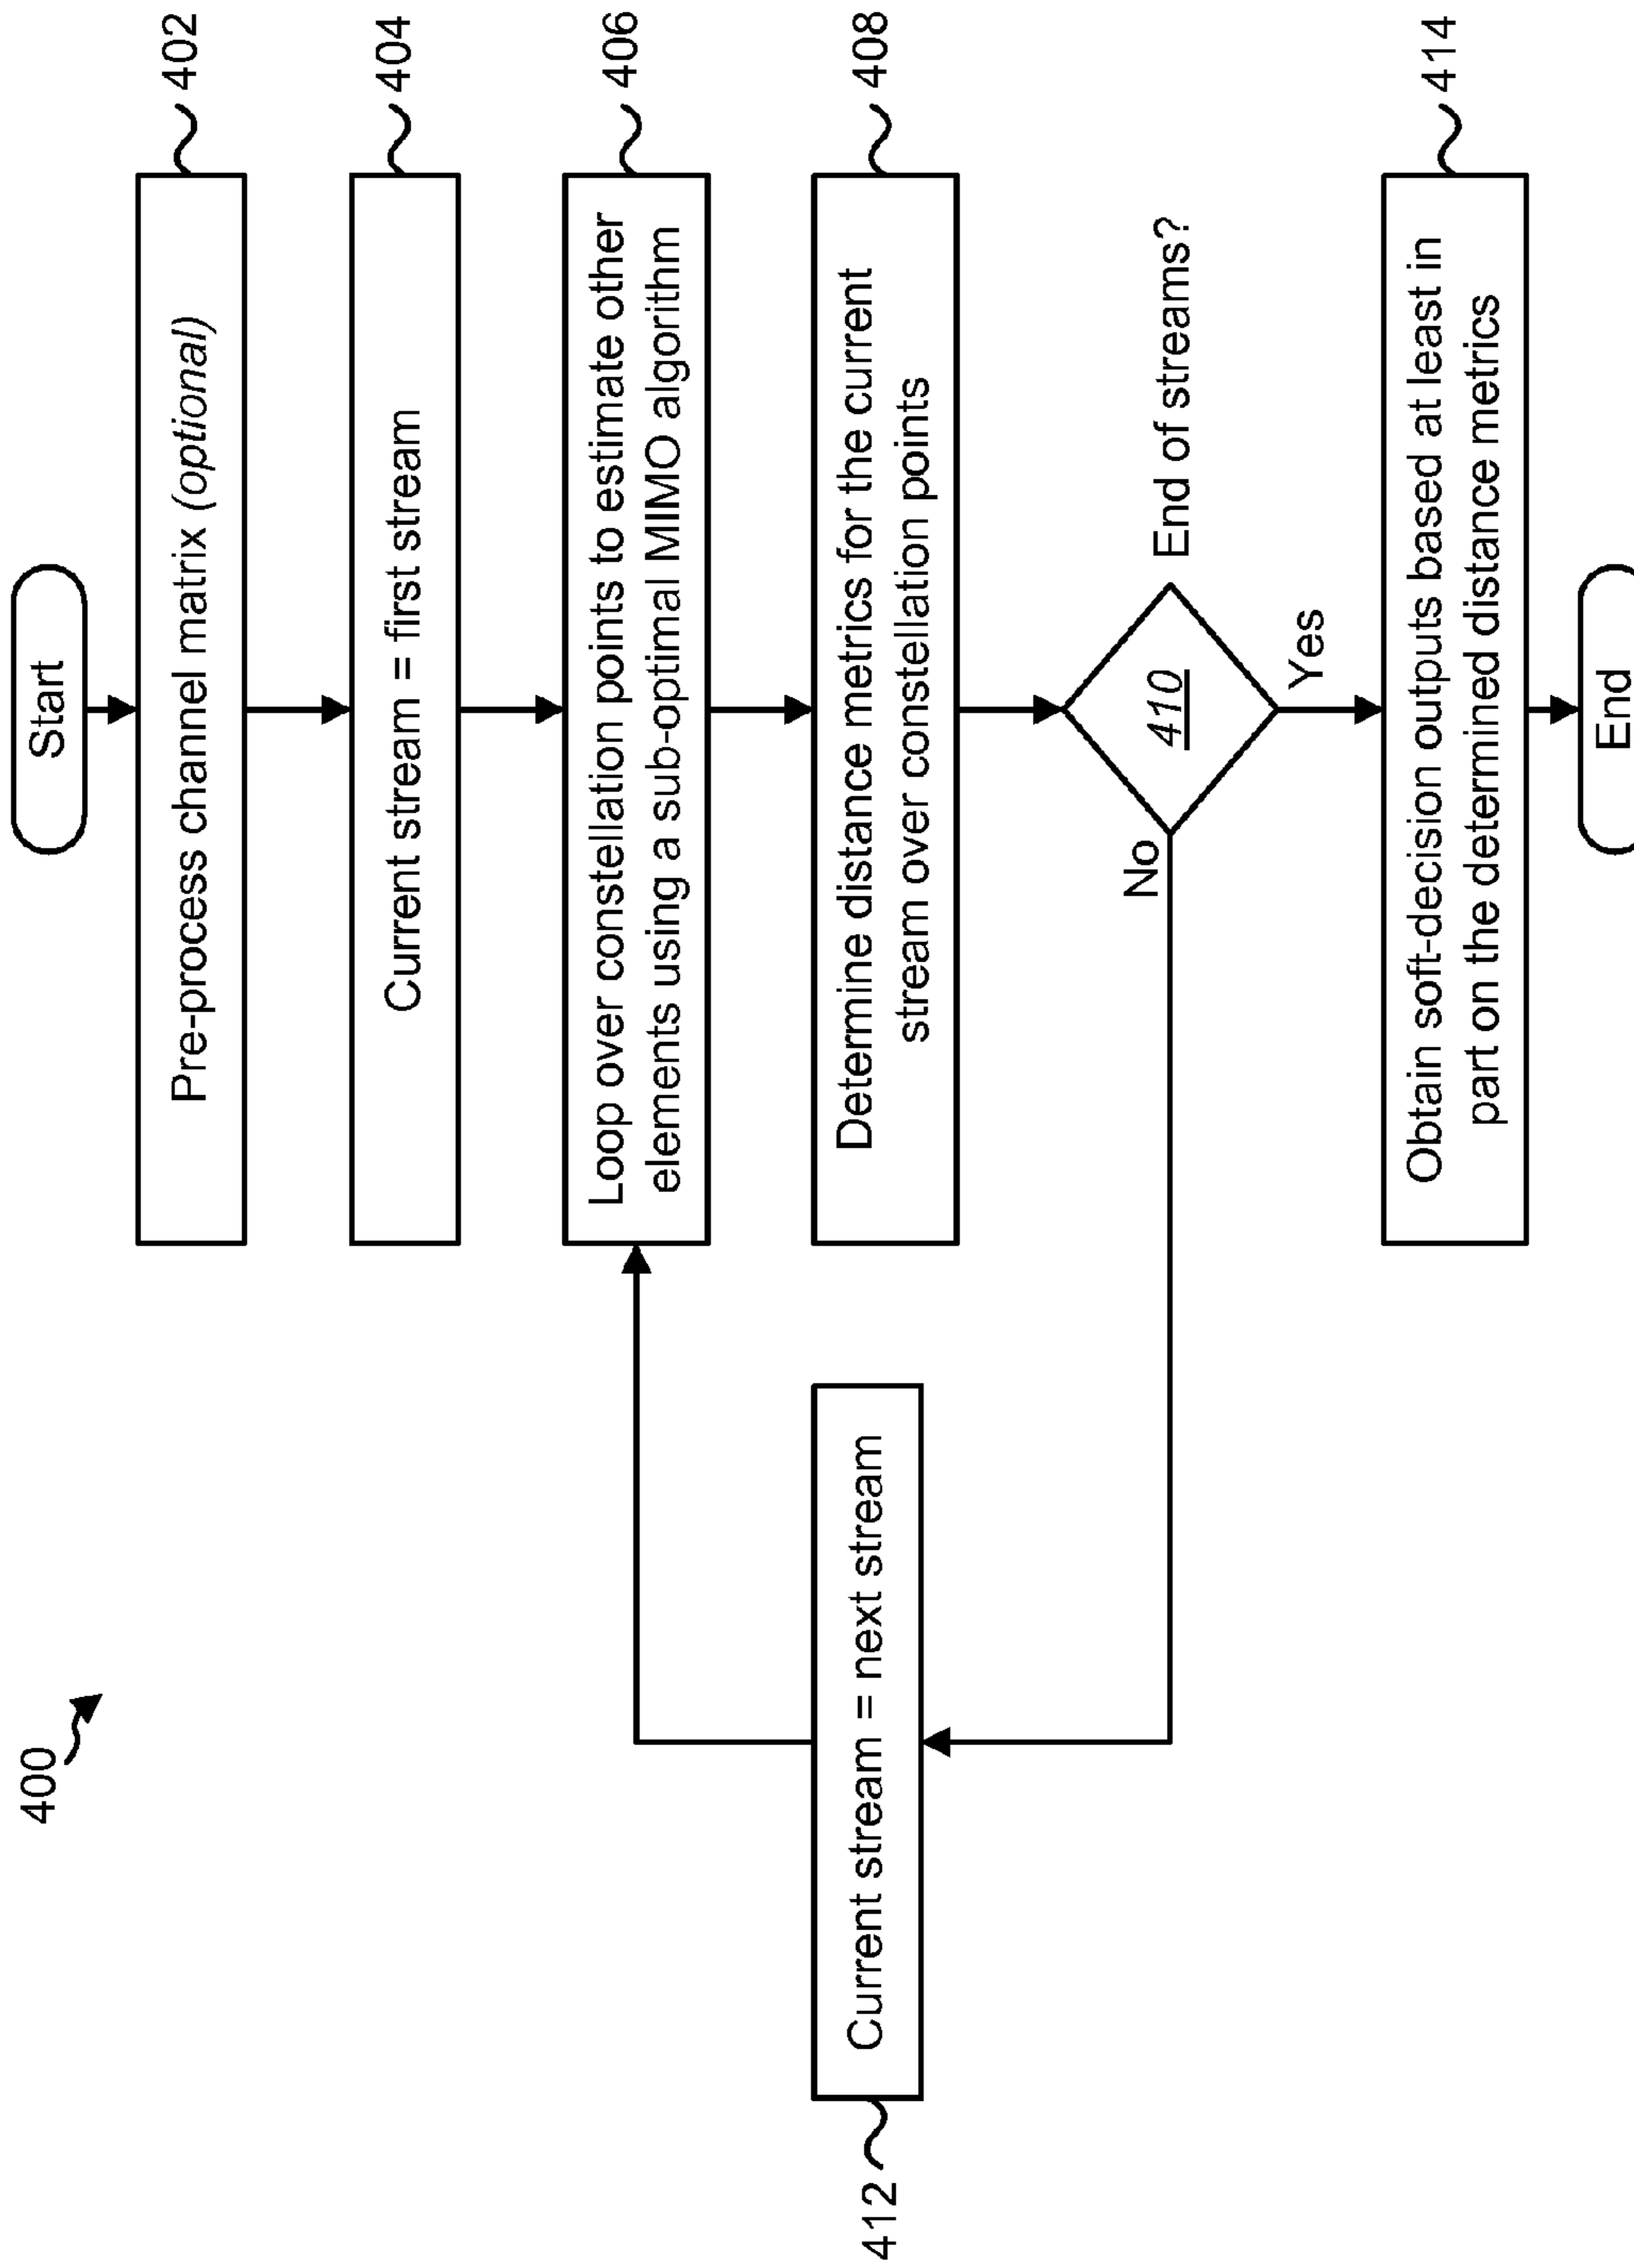 400
Start
Pre-process channel matrix (optional)
402
Current stream = first stream
404
Loop over constellation points to estimate other
elements using a sub-optimal MIMO algorithm
406
Determine distance metrics for the current
stream over constellation points
408
410
End of streams?
No
Yes
Current stream = next stream
412
Obtain soft-decision outputs based at least in
part on the determined distance metrics
414
End